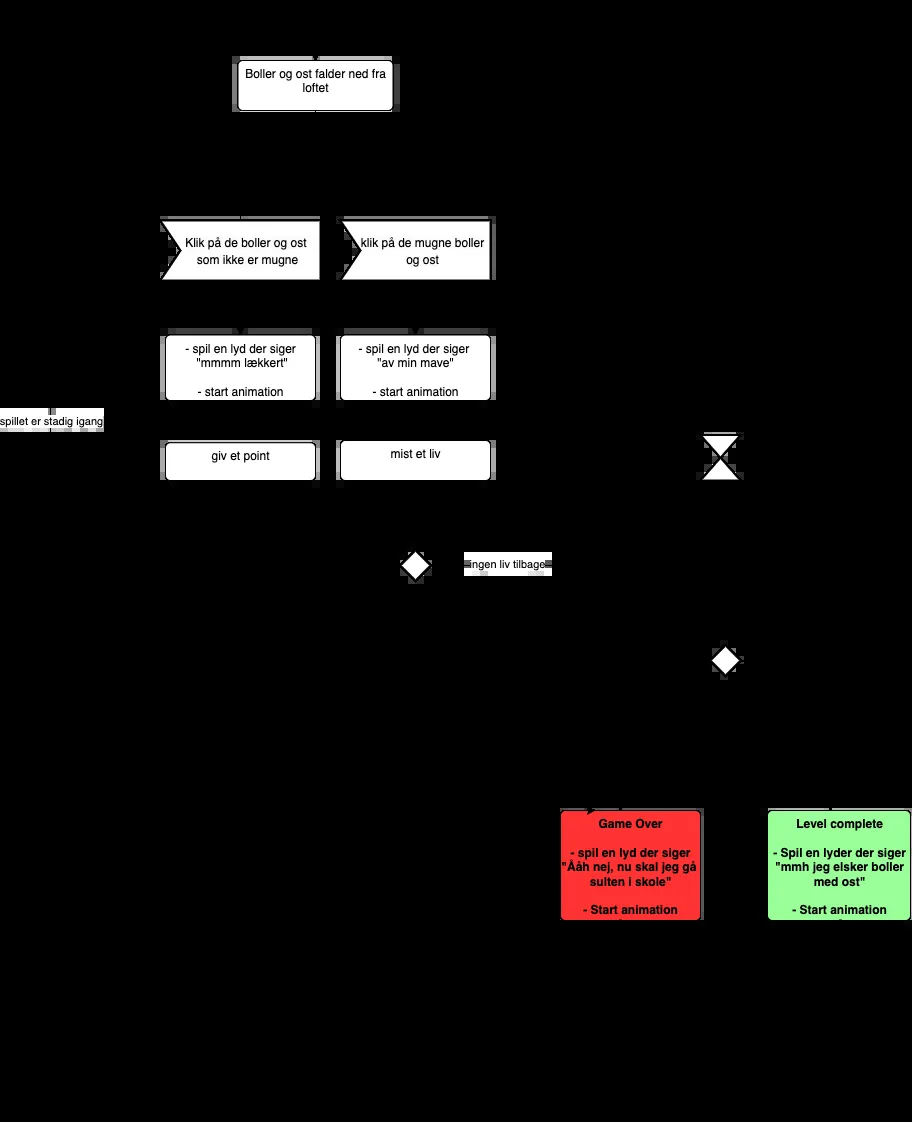 Boller og ost falder ned fra
loftet
Klik på de boller og ost
som ikke er mugne
klik på de mugne boller
og ost
- spil en lyd der siger
"mmmm lækkert"
- start animation
- spil en lyd der siger
"av min mave"
- start animation
spillet er stadig igang
giv et point
mist et liv
ingen liv tilbage
Game Over
- spil en lyd der siger
"Ååh nej, nu skal jeg gå
sulten i skole"
- Start animation
Level complete
- Spil en lyder der siger
"mmh jeg elsker boller
med ost"
- Start animation